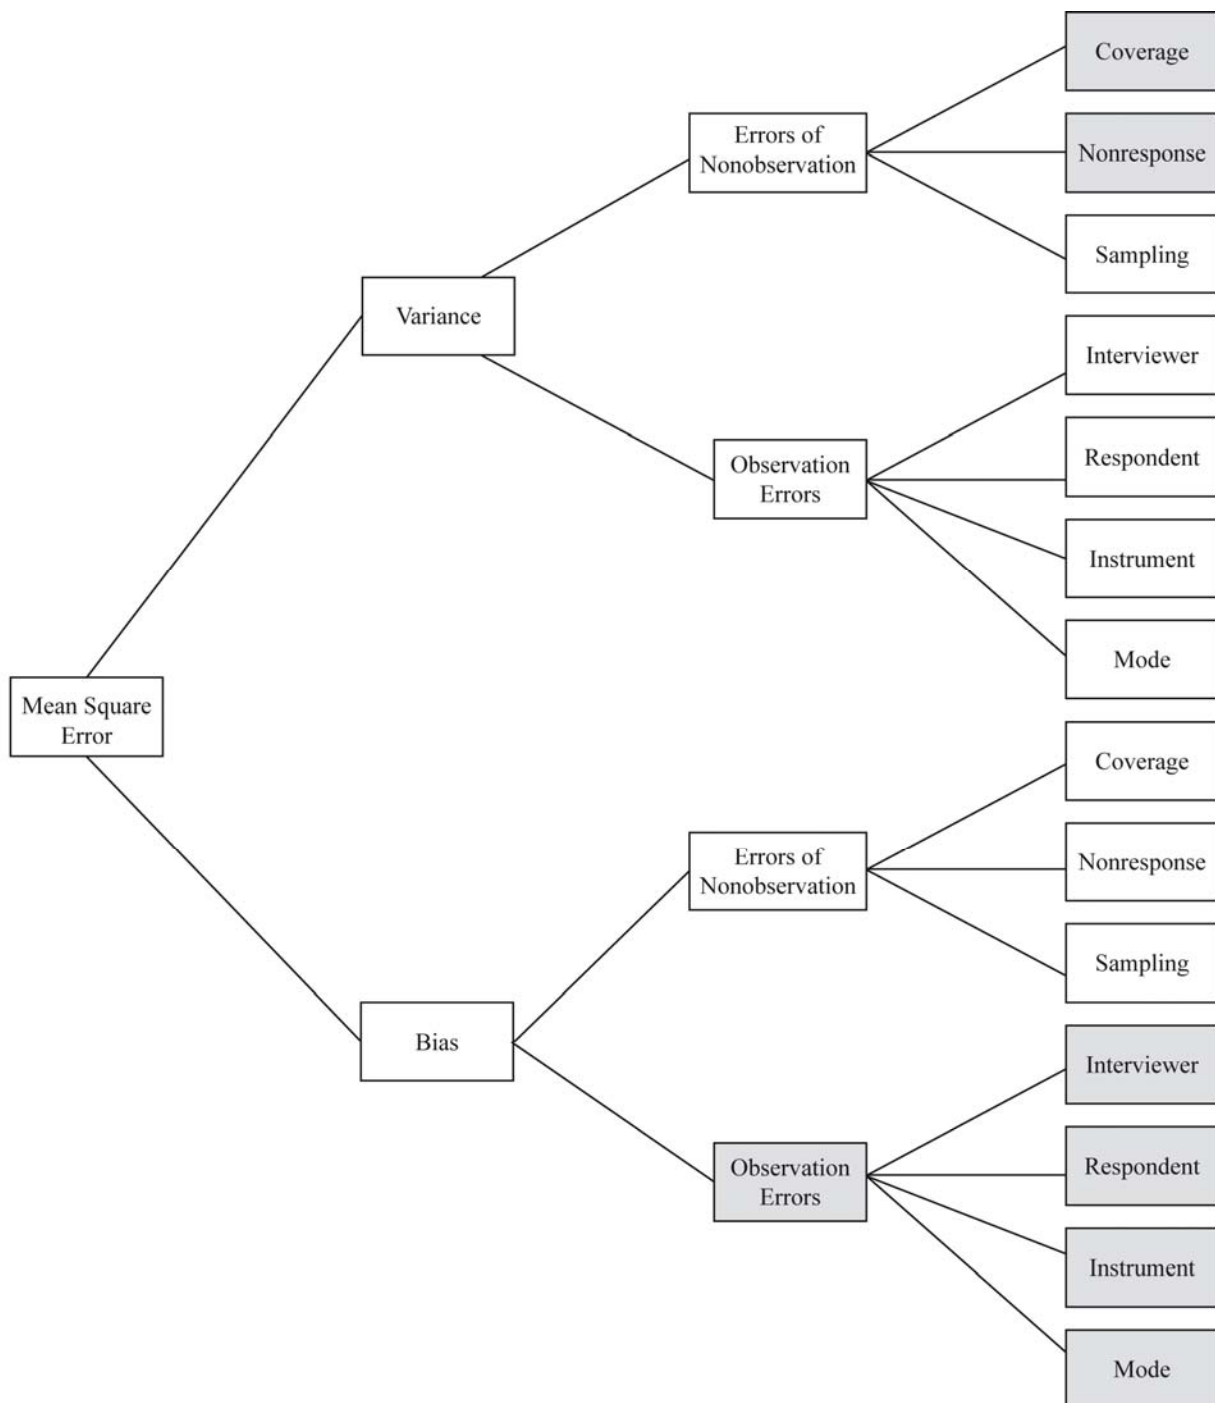 Coverage
Errors of
Nonobservation
Nonresponse
Sampling
Variance
Interviewer
Observation
Errors
Respondent
Instrument
Mode
Mean Square
Error
Coverage
Errors of
Nonobservation
Nonresponse
Sampling
Bias
Interviewer
Observation
Errors
Respondent
Instrument
Mode